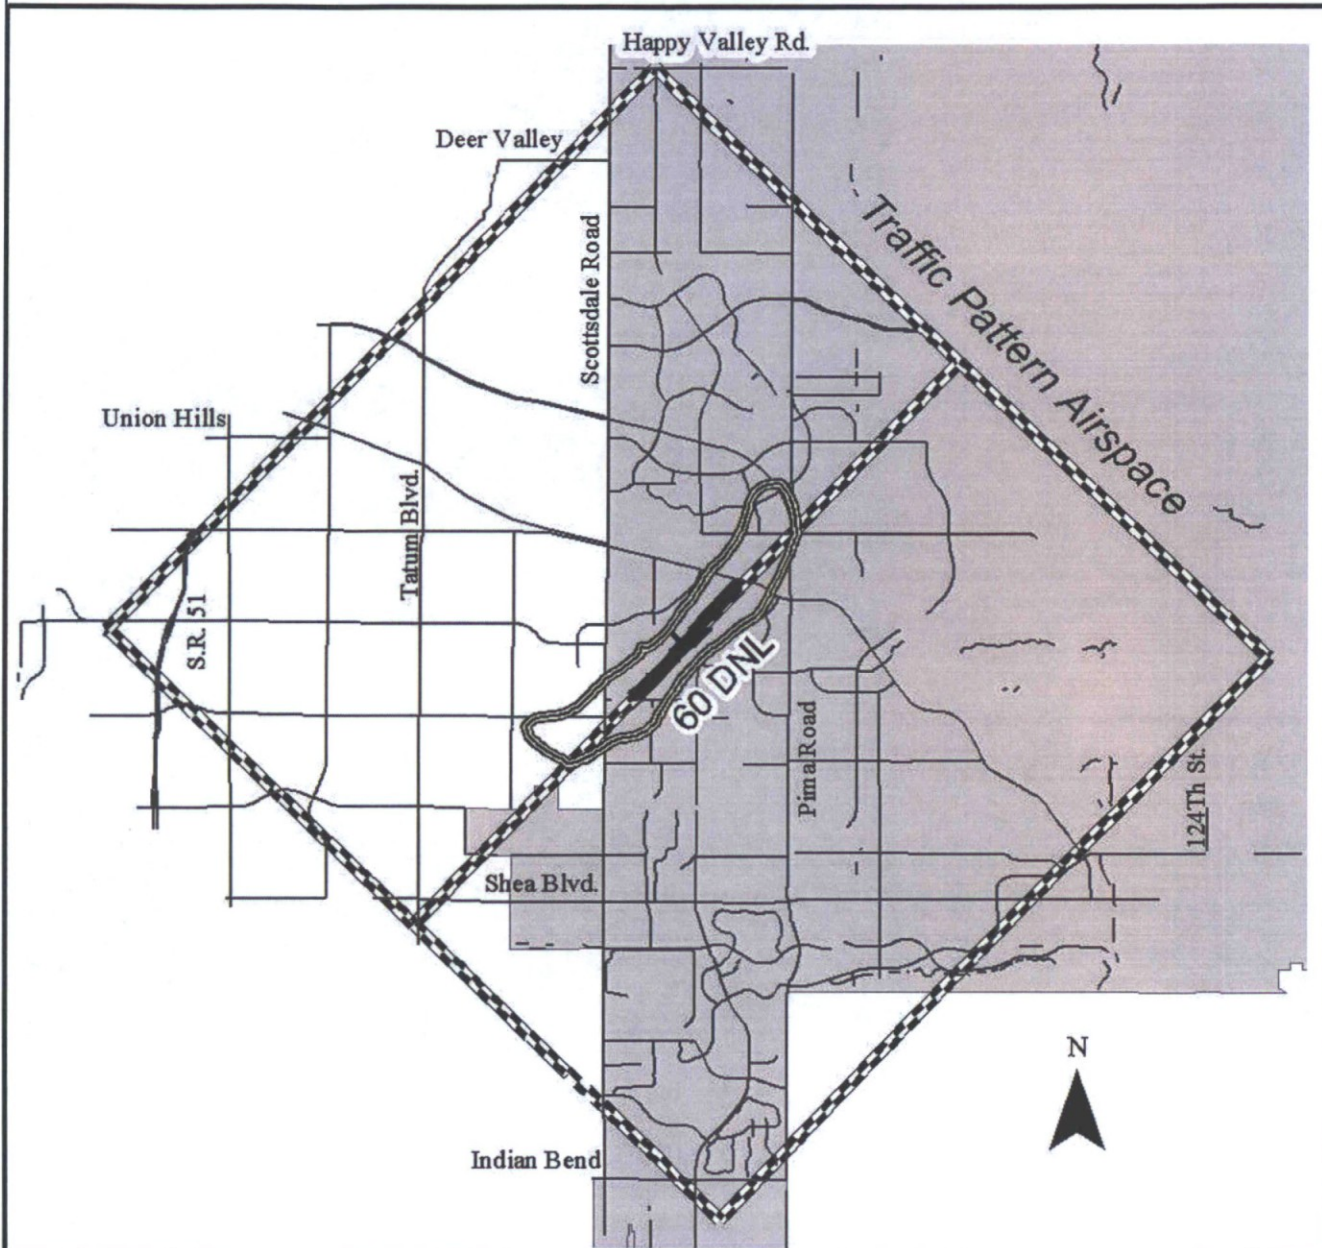 Happy Valley Rd.
Deer Valley
Scottsdale Road
Traffic Pattern Airspace
Union Hills
Tatum Blvd.
S.R. 51
60 DNL
Pima Road
124Th St.
Shea Blvd.
N
Indian Bend